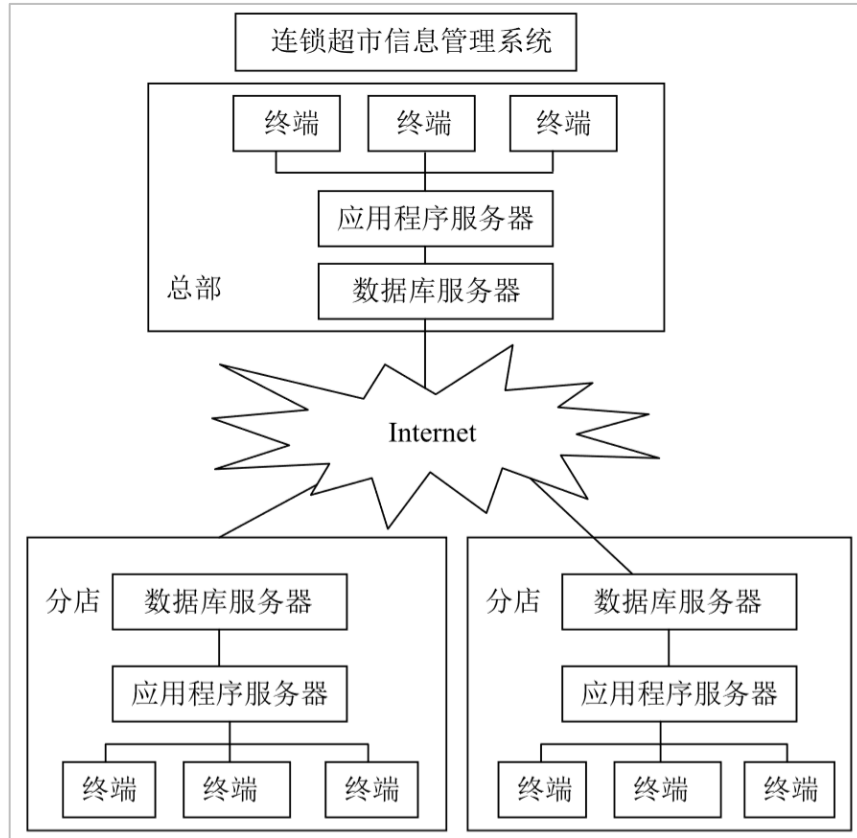 连锁超市信息管理系统
终端 终端 终端
应用程序服务器
总部 数据库服务器
Internet
分店 数据库服务器 分店 数据库服务器
应用程序服务器 应用程序服务器
终端 终端 终端 终端 终端 终端